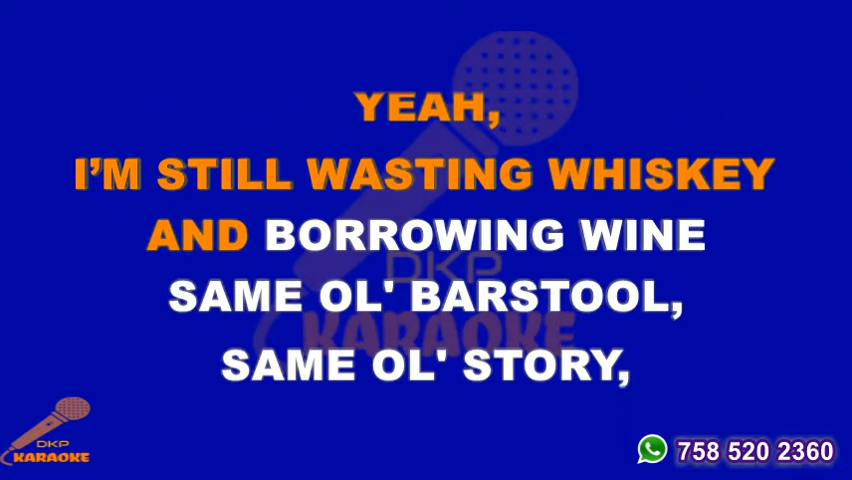 YEAH,
I’M STILL WASTING WHISKEY
AND BORROWING WINE
SAME OL' BARSTOOL,
SAME OL' STORY,
DKP
KARAOKE
DKP
KARAOKE
758 520 2360